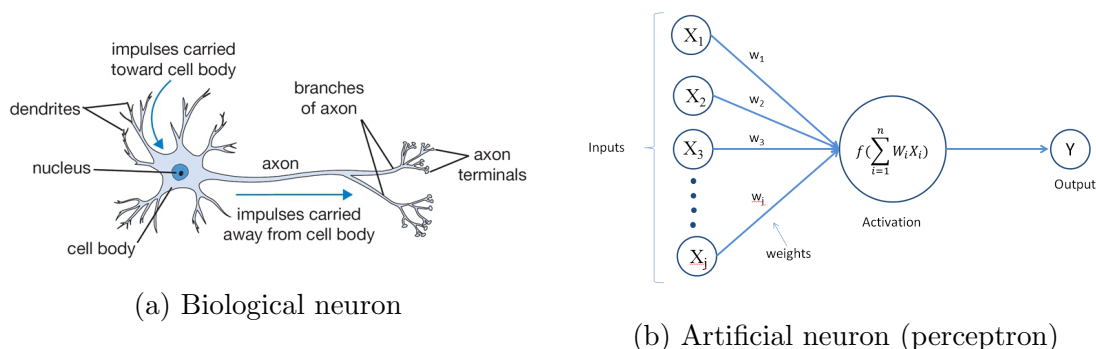 impulses carried
toward cell body
dendrites
nucleus
cell body
axon
impulses carried
away from cell body
branches
of axon
axon
terminals
(a) Biological neuron
Inputs
X1
X2
X3
Xj
w1
w2
w3
wj
weights
f(∑ⁿᵢ₌₁ WᵢXᵢ)
Activation
Y
Output
(b) Artificial neuron (perceptron)